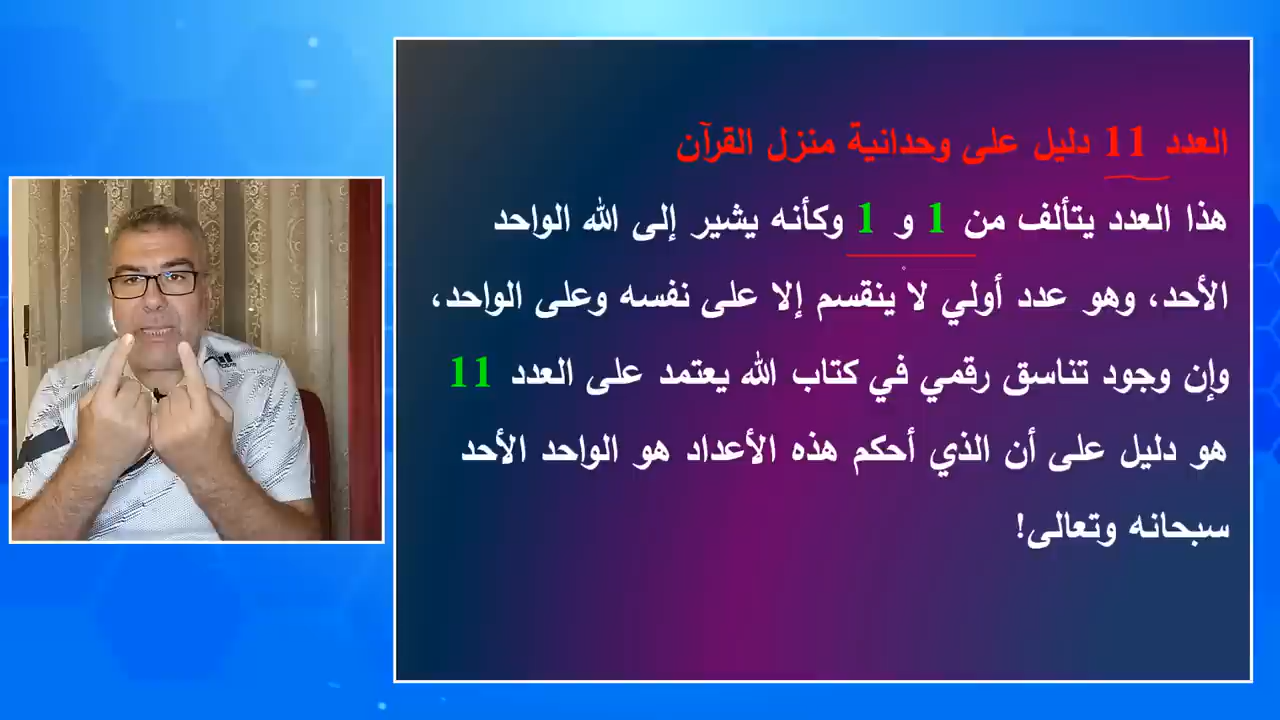 العدد 11 دليل على وحدانية منزل القرآن
هذا العدد يتألف من 1 و 1 وكأنه يشير إلى الله الواحد
الأحد، وهو عدد أولي لا ينقسم إلا على نفسه وعلى الواحد،
وإن وجود تناسق رقمي في كتاب الله يعتمد على العدد 11
هو دليل على أن الذي أحكم هذه الأعداد هو الواحد الأحد
سبحانه وتعالى!